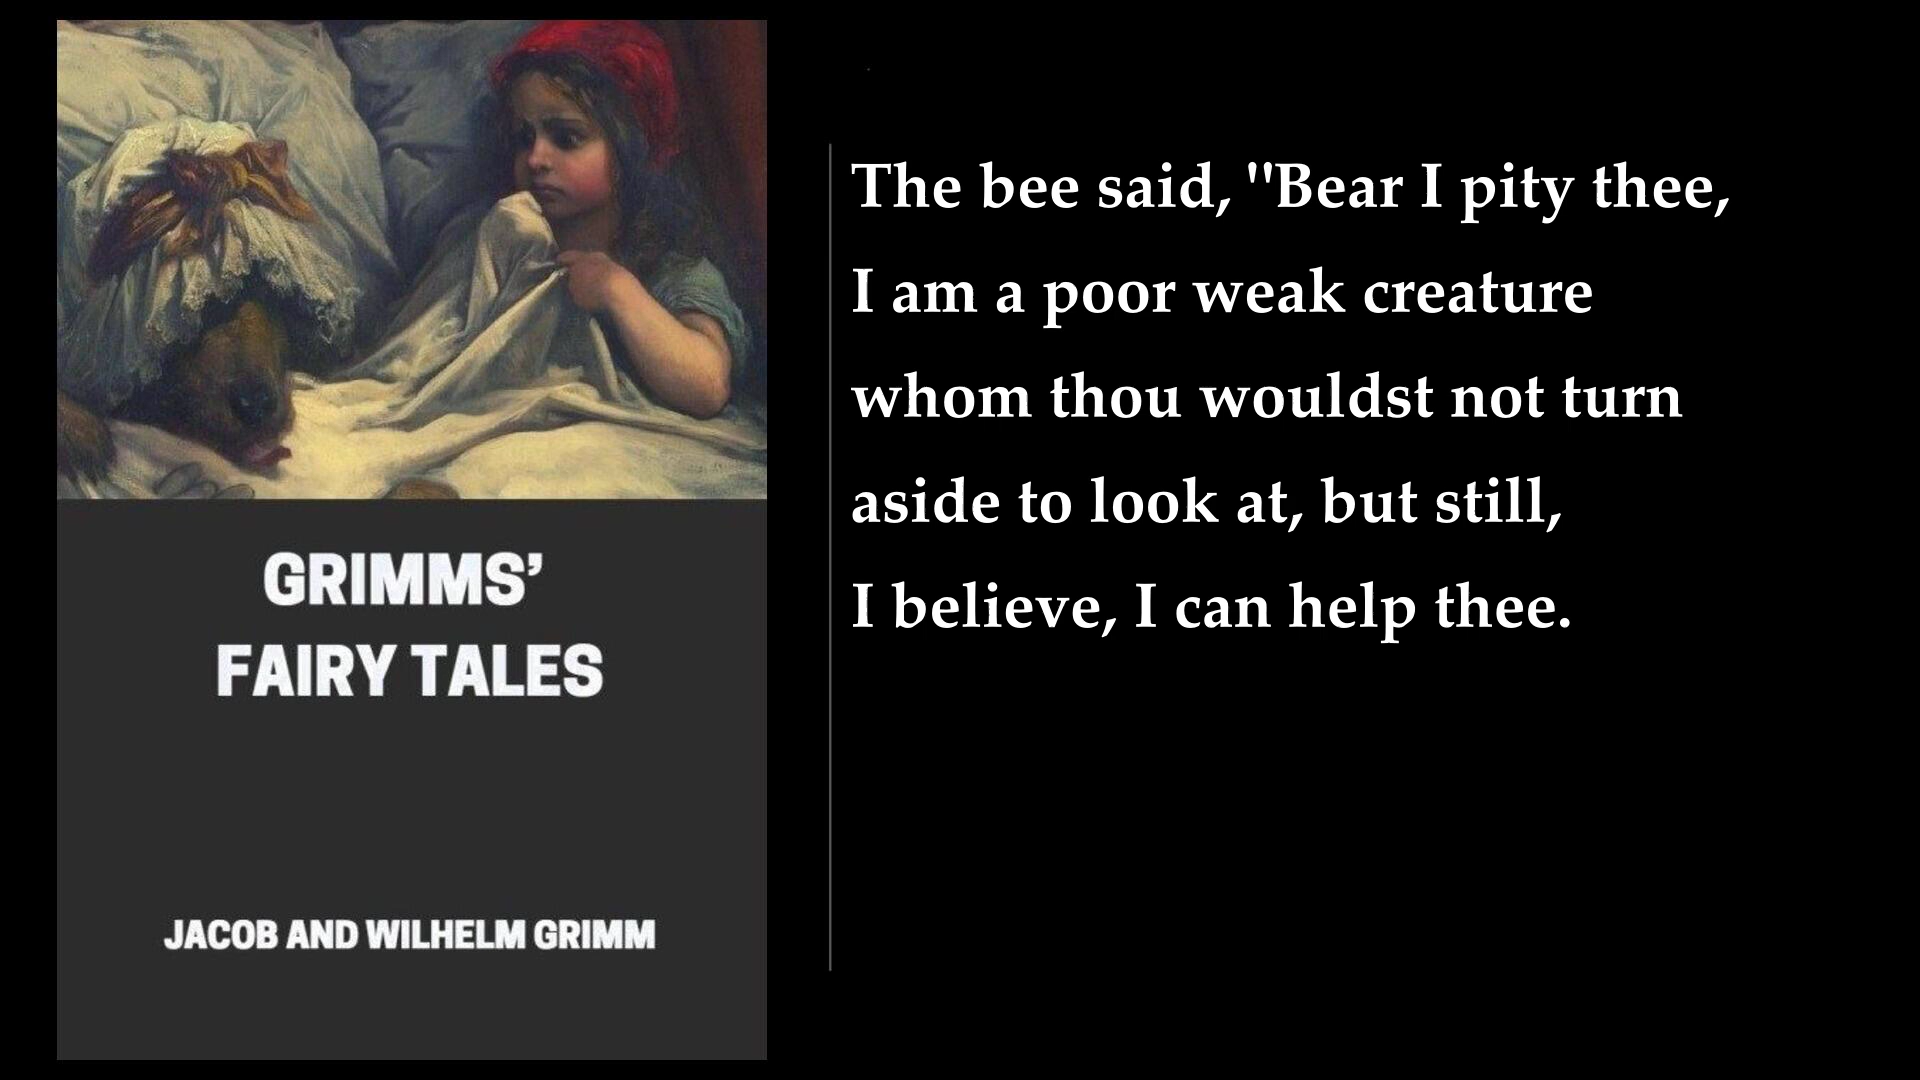 GRIMMS’
FAIRY TALES
JACOB AND WILHELM GRIMM
The bee said, "Bear I pity thee,
I am a poor weak creature
whom thou wouldst not turn
aside to look at, but still,
I believe, I can help thee.